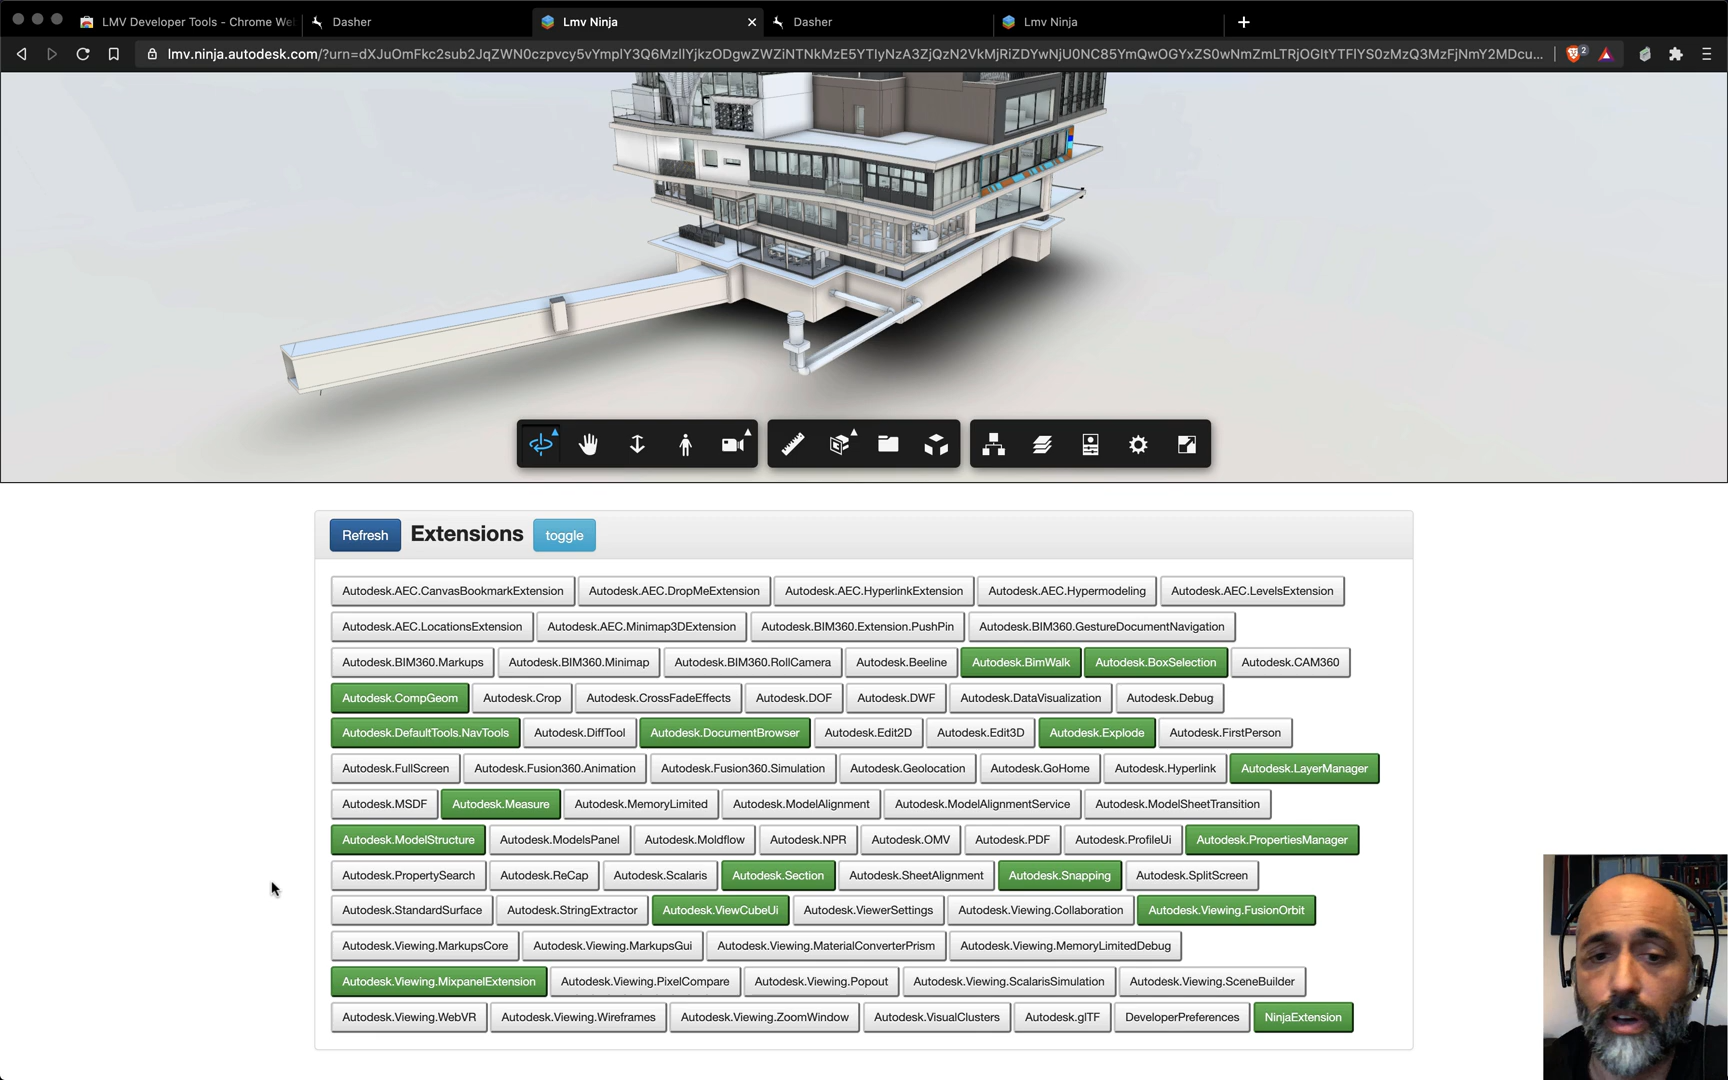 LMV Developer Tools - Chrome We
Dasher
Lmv Ninja
Dasher
Lmv Ninja
Refresh Extensions toggle
Autodesk.AEC.CanvasBookmarkExtension Autodesk.AEC.DropMeExtension Autodesk.AEC.HyperlinkExtension Autodesk.AEC.Hypermodeling Autodesk.AEC.LevelsExtension
Autodesk.AEC.LocationsExtension Autodesk.AEC.Minimap3DExtension Autodesk.BIM360.Extension.PushPin Autodesk.BIM360.GestureDocumentNavigation
Autodesk.BIM360.Markups Autodesk.BIM360.Minimap Autodesk.BIM360.RollCamera Autodesk.Beeline Autodesk.BimWalk Autodesk.BoxSelection Autodesk.CAM360
Autodesk.CompGeom Autodesk.Crop Autodesk.CrossFadeEffects Autodesk.DOF Autodesk.DWF Autodesk.DataVisualization Autodesk.Debug
Autodesk.DefaultTools.NavTools Autodesk.DiffTool Autodesk.DocumentBrowser Autodesk.Edit2D Autodesk.Edit3D Autodesk.Explode Autodesk.FirstPerson
Autodesk.FullScreen Autodesk.Fusion360.Animation Autodesk.Fusion360.Simulation Autodesk.Geolocation Autodesk.GoHome Autodesk.Hyperlink Autodesk.LayerManager
Autodesk.MSDF Autodesk.Measure Autodesk.MemoryLimited Autodesk.ModelAlignment Autodesk.ModelAlignmentService Autodesk.ModelSheetTransition
Autodesk.ModelStructure Autodesk.ModelsPanel Autodesk.Moldflow Autodesk.NPR Autodesk.OMV Autodesk.PDF Autodesk.ProfileUi Autodesk.PropertiesManager
Autodesk.PropertySearch Autodesk.ReCap Autodesk.Scalaris Autodesk.Section Autodesk.SheetAlignment Autodesk.Snapping Autodesk.SplitScreen
Autodesk.StandardSurface Autodesk.StringExtractor Autodesk.ViewCubeUi Autodesk.ViewerSettings Autodesk.Viewing.Collaboration Autodesk.Viewing.FusionOrbit
Autodesk.Viewing.MarkupsCore Autodesk.Viewing.MarkupsGui Autodesk.Viewing.MaterialConverterPrism Autodesk.Viewing.MemoryLimitedDebug
Autodesk.Viewing.MixpanelExtension Autodesk.Viewing.PixelCompare Autodesk.Viewing.Popout Autodesk.Viewing.ScalarisSimulation Autodesk.Viewing.SceneBuilder
Autodesk.Viewing.WebVR Autodesk.Viewing.Wireframes Autodesk.Viewing.ZoomWindow Autodesk.VisualClusters Autodesk.glTF DeveloperPreferences NinjaExtension